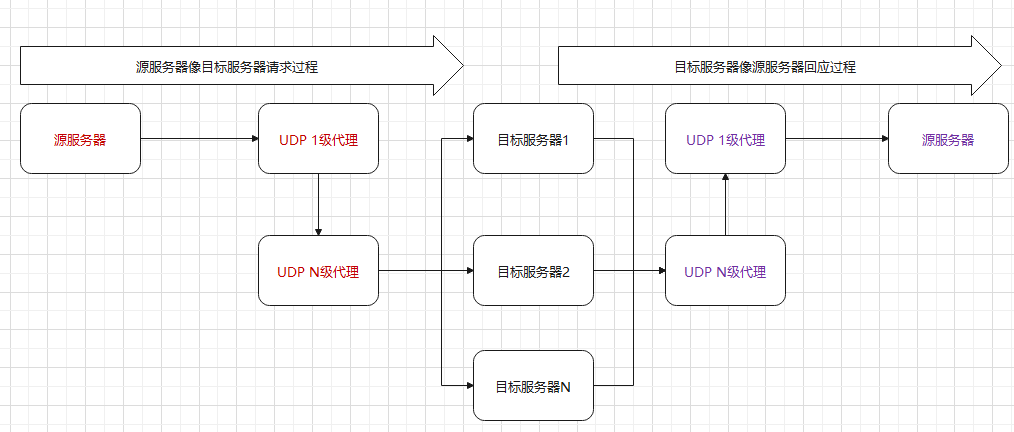 源服务器像目标服务器请求过程
目标服务器像源服务器回应过程
源服务器
UDP 1级代理
目标服务器1
UDP 1级代理
源服务器
UDP N级代理
目标服务器2
UDP N级代理
目标服务器N